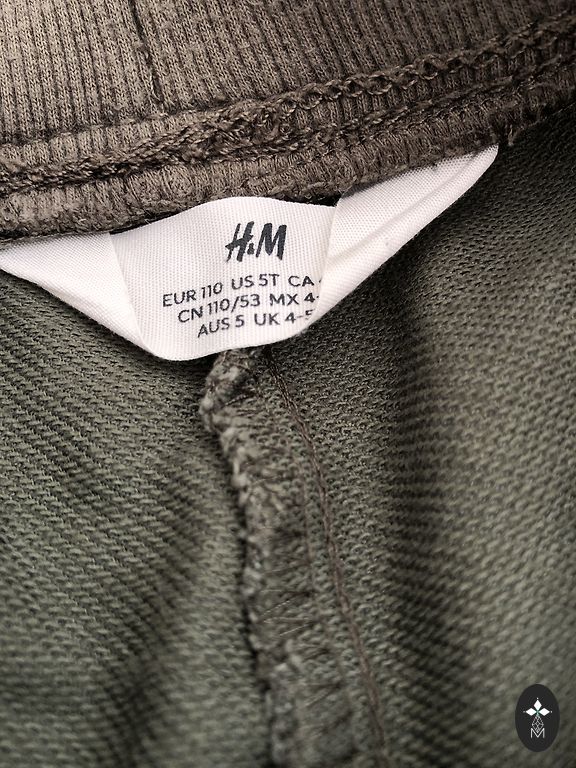 H&M
EUR 110 US 5T CA
CN 110/53 MX 4-
AUS 5 UK 4-5
M